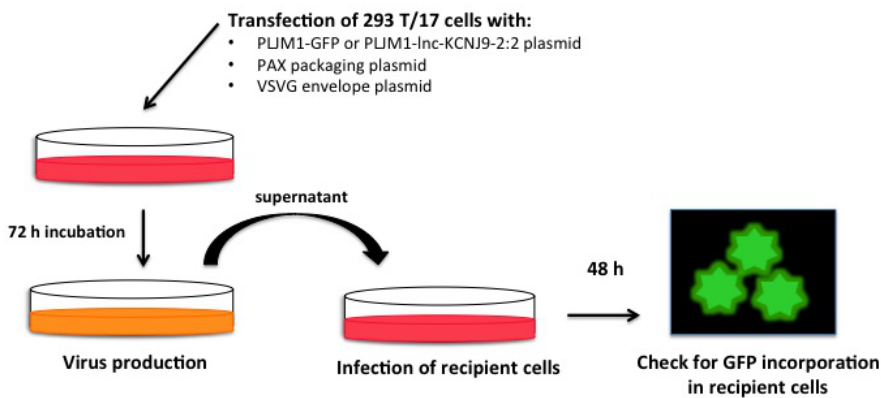 Transfection of 293 T/17 cells with:
• PLJM1-GFP or PLJM1-lnc-KCNJ9-2:2 plasmid
• PAX packaging plasmid
• VSVG envelope plasmid
72 h incubation
supernatant
48 h
Virus production
Infection of recipient cells
Check for GFP incorporation
in recipient cells